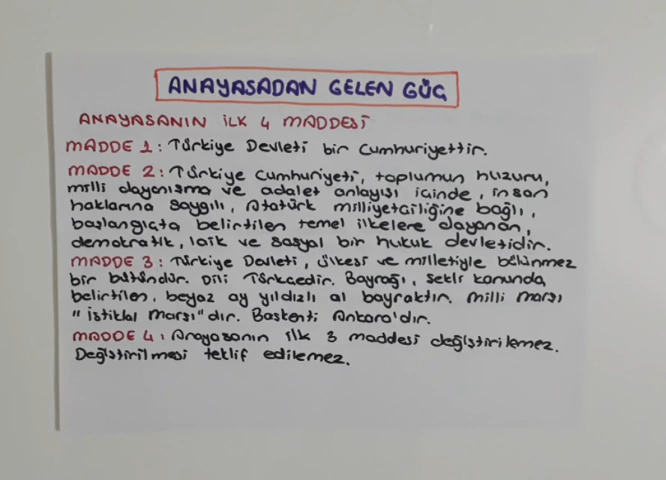 ANAYASADAN GELEN GÜÇ
ANAYASANIN İLK 4 MADDESİ
MADDE 1: Türkiye Devleti bir Cumhuriyettir.
MADDE 2: Türkiye Cumhuriyeti, toplumun huzuru,
milli dayanışma ve adalet anlayışı içinde, insan
haklarına saygılı, Atatürk milliyetçiliğine bağlı,
başlangıçta belirtilen temel ilkelere dayanan,
demokratik, laik ve sosyal bir hukuk devletidir.
MADDE 3: Türkiye Devleti, ülkesi ve milletiyle bölünmez
bir bütündür. Dili Türkçedir. Bayrağı, şekli kanunda
belirtilen, beyaz ay yıldızlı al bayraktır. Milli marşı
"İstiklal Marşı"dır. Başkenti Ankara'dır.
MADDE 4: Anayasanın ilk 3 maddesi değiştirilemez.
Değiştirilmesi teklif edilemez.